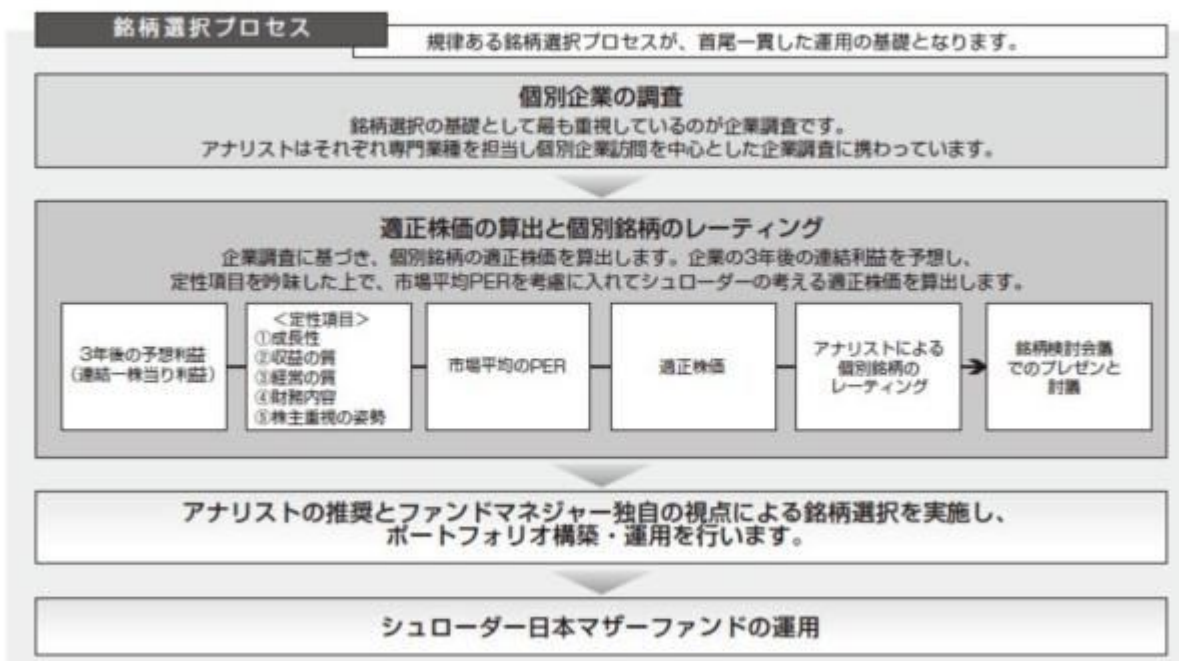 銘柄選択プロセス
規律ある銘柄選択プロセスが、首尾一貫した運用の基礎となります。
個別企業の調査
銘柄選択の基礎として最も重視しているのが企業調査です。
アナリストはそれぞれ専門業種を担当し個別企業訪問を中心とした企業調査に携わっています。
適正株価の算出と個別銘柄のレーティング
企業調査に基づき、個別銘柄の適正株価を算出します。企業の3年後の連結利益を予想し、
定性項目を吟味した上で、市場平均PERを考慮に入れてシュローダーの考える適正株価を算出します。
3年後の予想利益
(連結一株当り利益)
＜定性項目＞
①成長性
②収益の質
③経営の質
④財務内容
⑤株主重視の姿勢
市場平均のPER
適正株価
アナリストによる
個別銘柄の
レーティング
銘柄検討会議
でのプレゼンと
討議
アナリストの推奨とファンドマネジャー独自の視点による銘柄選択を実施し、
ポートフォリオ構築・運用を行います。
シュローダー日本マザーファンドの運用